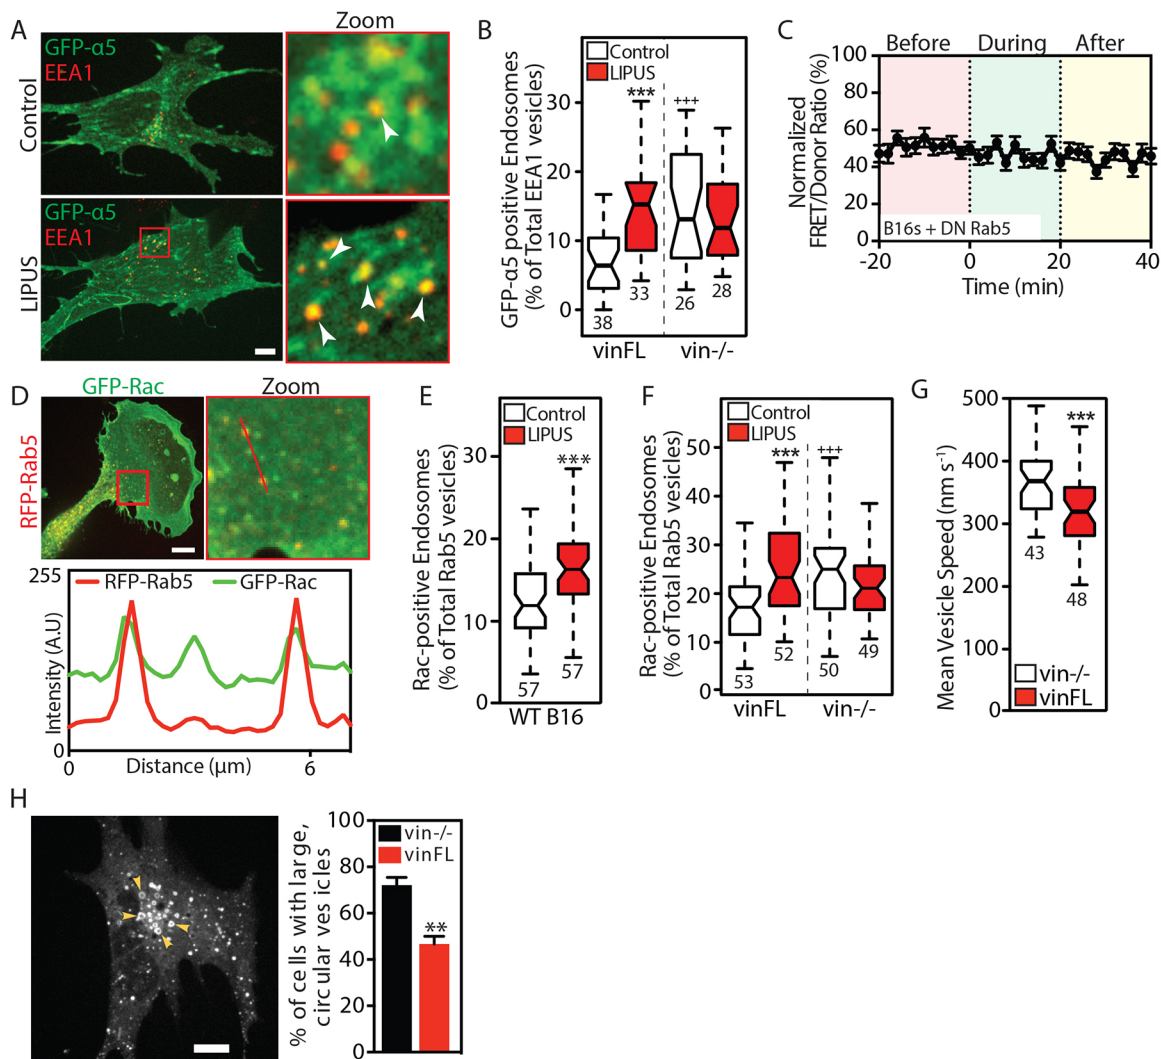 A
Zoom
GFP-α5
EEA1
Control
GFP-α5
EEA1
LIPUS
B
GFP-α5 positive Endosomes
(% of Total EEA1 vesicles)
30
20
10
0
Control
LIPUS
***
+++
38
33
26
28
vinFL
vin-/-
C
Before
During
After
Normalized
FRET/Donor Ratio (%)
100
80
60
40
20
0
B16s + DN Rab5
-20
0
20
40
Time (min)
D
GFP-Rac
Zoom
RFP-Rab5
255
RFP-Rab5
GFP-Rac
Intensity (A.U)
0
0
6
Distance (µm)
E
Rac-positive Endosomes
(% of Total Rab5 vesicles)
30
20
10
0
Control
LIPUS
***
57
57
WT B16
F
Rac-positive Endosomes
(% of Total Rab5 vesicles)
50
40
30
20
10
0
Control
LIPUS
***
+++
53
52
50
49
vinFL
vin-/-
G
Mean Vesicle Speed (nm s⁻¹)
500
400
300
200
100
0
***
43
48
vin-/-
vinFL
H
% of cells with large,
circular ves icles
100
80
60
40
20
0
vin-/-
vinFL
**